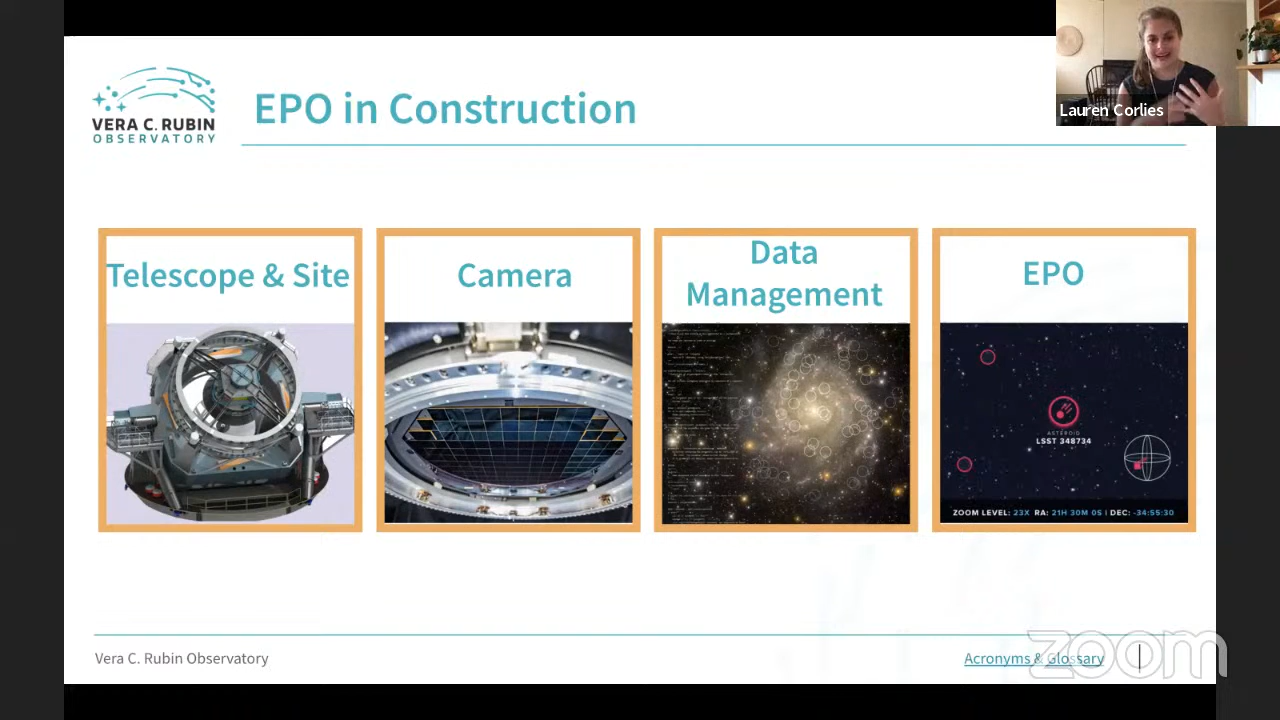 VERA C. RUBIN
OBSERVATORY
EPO in Construction
Lauren Corlies
Telescope & Site
Camera
Data
Management
EPO
ASTEROID
LSST 348734
ZOOM LEVEL: 23X RA: 21H 30M 0S | DEC: -34:55:30
Vera C. Rubin Observatory
Acronyms & Glossary
zoom